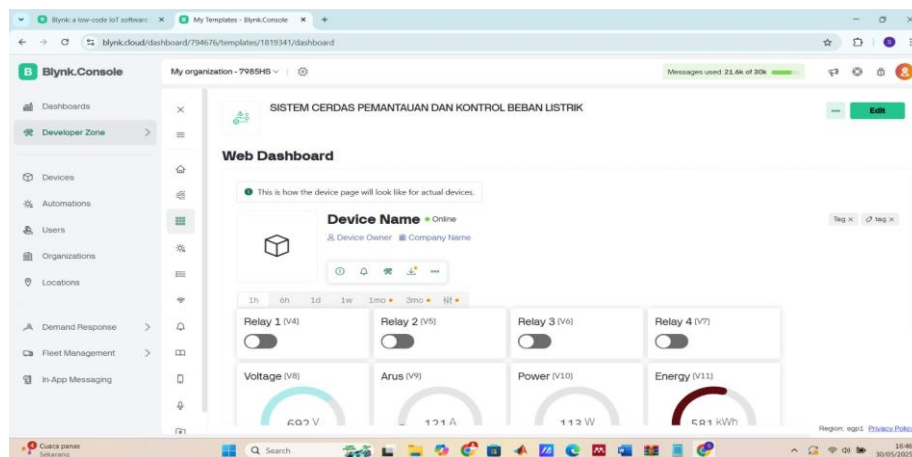 Blynk: a low-code IoT software
My Templates - Blynk.Console
blynk.cloud/dashboard/794676/templates/1819341/dashboard
B Blynk.Console
My organization - 7985HS
Messages used: 21.6k of 30k
Dashboards
Developer Zone
Devices
Automations
Users
Organizations
Locations
Demand Response
Fleet Management
In-App Messaging
SISTEM CERDAS PEMANTAUAN DAN KONTROL BEBAN LISTRIK
Edit
Web Dashboard
This is how the device page will look like for actual devices.
Device Name Online
Device Owner Company Name
Tag × tag ×
1h 6h 1d 1w 1mo 3mo
Relay 1 (V4) Relay 2 (V5) Relay 3 (V6) Relay 4 (V7)
Voltage (V8) Arus (V9) Power (V10) Energy (V11)
692 V 121 A 113 W 581 kWh
Region: sgp1 Privacy Polic
Cuaca panas
Sekarang
Search
16:46
30/05/2025